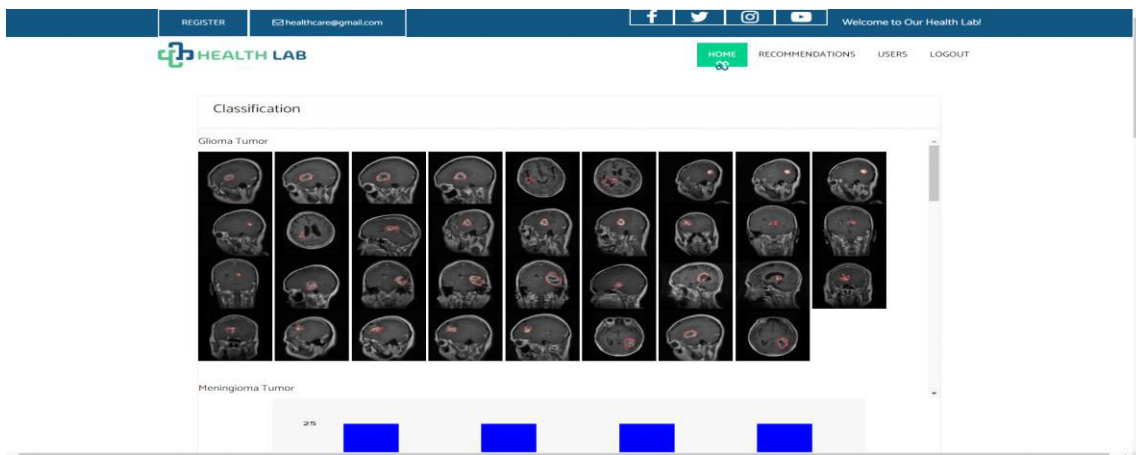 REGISTER
healthcare@gmail.com
Welcome to Our Health Lab!
HEALTH LAB
HOME
RECOMMENDATIONS
USERS
LOGOUT
Classification
Glioma Tumor
Meningioma Tumor
25